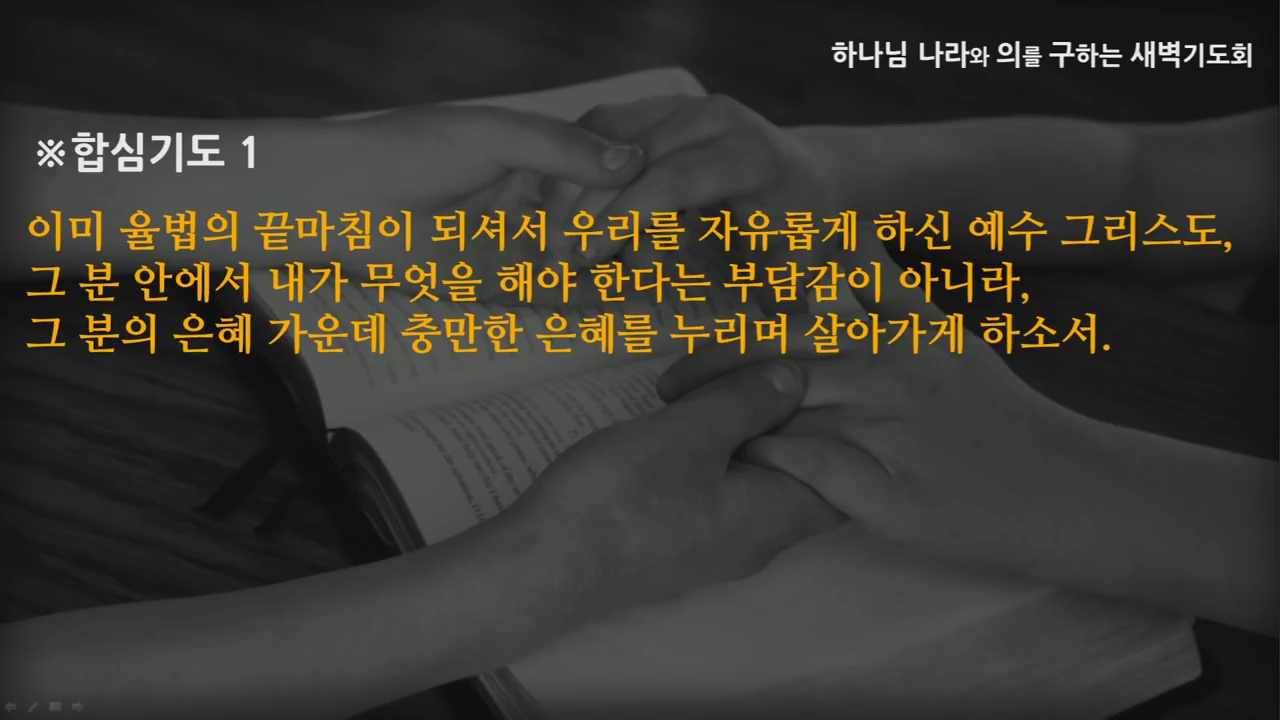 하나님 나라와 의를 구하는 새벽기도회
※합심기도 1
이미 율법의 끝마침이 되셔서 우리를 자유롭게 하신 예수 그리스도,
그 분 안에서 내가 무엇을 해야 한다는 부담감이 아니라,
그 분의 은혜 가운데 충만한 은혜를 누리며 살아가게 하소서.